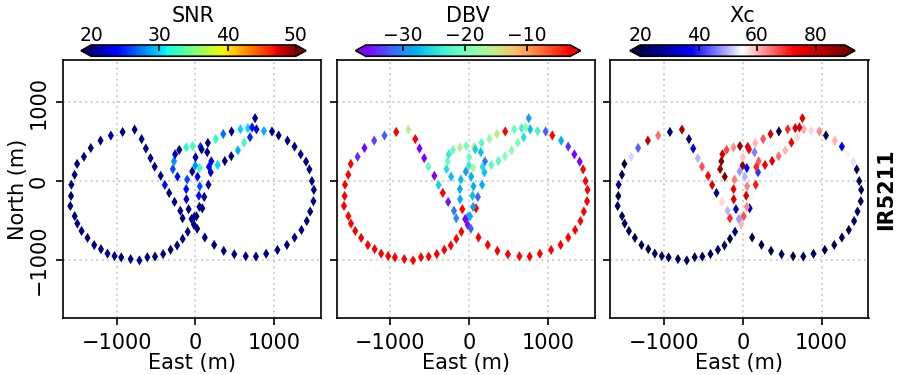 SNR DBV Xc
20 30 40 50 −30 −20 −10 20 40 60 80
North (m)
1000
0
−1000
IR5211
−1000 0 1000 −1000 0 1000 −1000 0 1000
East (m) East (m) East (m)